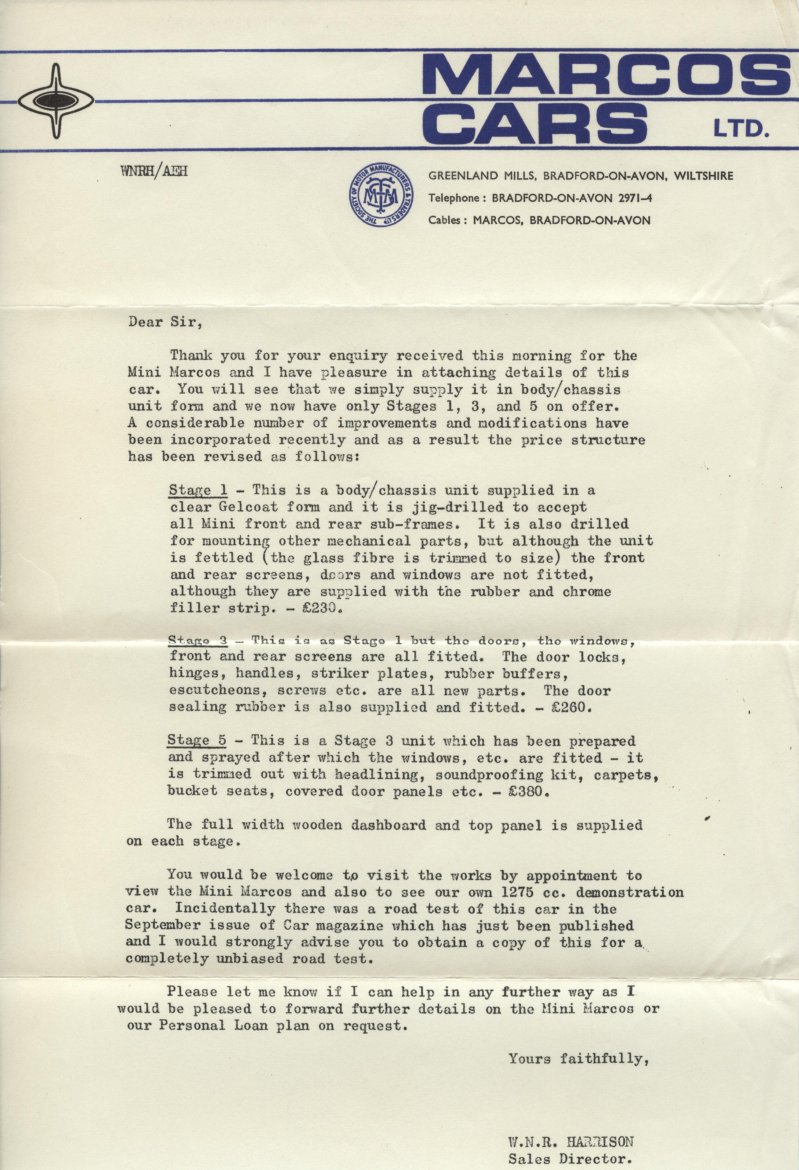 MARCOS
CARS LTD.
WNRH/AEH
THE SOCIETY OF MOTOR MANUFACTURERS & TRADERS LTD
SMMT
GREENLAND MILLS, BRADFORD-ON-AVON, WILTSHIRE
Telephone : BRADFORD-ON-AVON 2971-4
Cables : MARCOS, BRADFORD-ON-AVON
Dear Sir,
Thank you for your enquiry received this morning for the
Mini Marcos and I have pleasure in attaching details of this
car. You will see that we simply supply it in body/chassis
unit form and we now have only Stages 1, 3, and 5 on offer.
A considerable number of improvements and modifications have
been incorporated recently and as a result the price structure
has been revised as follows:
Stage 1 - This is a body/chassis unit supplied in a
clear Gelcoat form and it is jig-drilled to accept
all Mini front and rear sub-frames. It is also drilled
for mounting other mechanical parts, but although the unit
is fettled (the glass fibre is trimmed to size) the front
and rear screens, doors and windows are not fitted,
although they are supplied with the rubber and chrome
filler strip. - £230.
Stage 3 - This is as Stage 1 but the doors, the windows,
front and rear screens are all fitted. The door locks,
hinges, handles, striker plates, rubber buffers,
escutcheons, screws etc. are all new parts. The door
sealing rubber is also supplied and fitted. - £260.
Stage 5 - This is a Stage 3 unit which has been prepared
and sprayed after which the windows, etc. are fitted - it
is trimmed out with headlining, soundproofing kit, carpets,
bucket seats, covered door panels etc. - £380.
The full width wooden dashboard and top panel is supplied
on each stage.
You would be welcome to visit the works by appointment to
view the Mini Marcos and also to see our own 1275 cc. demonstration
car. Incidentally there was a road test of this car in the
September issue of Car magazine which has just been published
and I would strongly advise you to obtain a copy of this for a
completely unbiased road test.
Please let me know if I can help in any further way as I
would be pleased to forward further details on the Mini Marcos or
our Personal Loan plan on request.
Yours faithfully,
W.N.R. HARRISON
Sales Director.